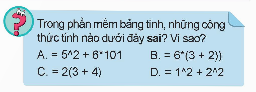 Trong phần mềm bảng tính, những công
thức tính nào dưới đây sai? Vì sao?
A. = 5^2 + 6*101 B. = 6*(3 + 2))
C. = 2(3 + 4) D. = 1^2 + 2^2